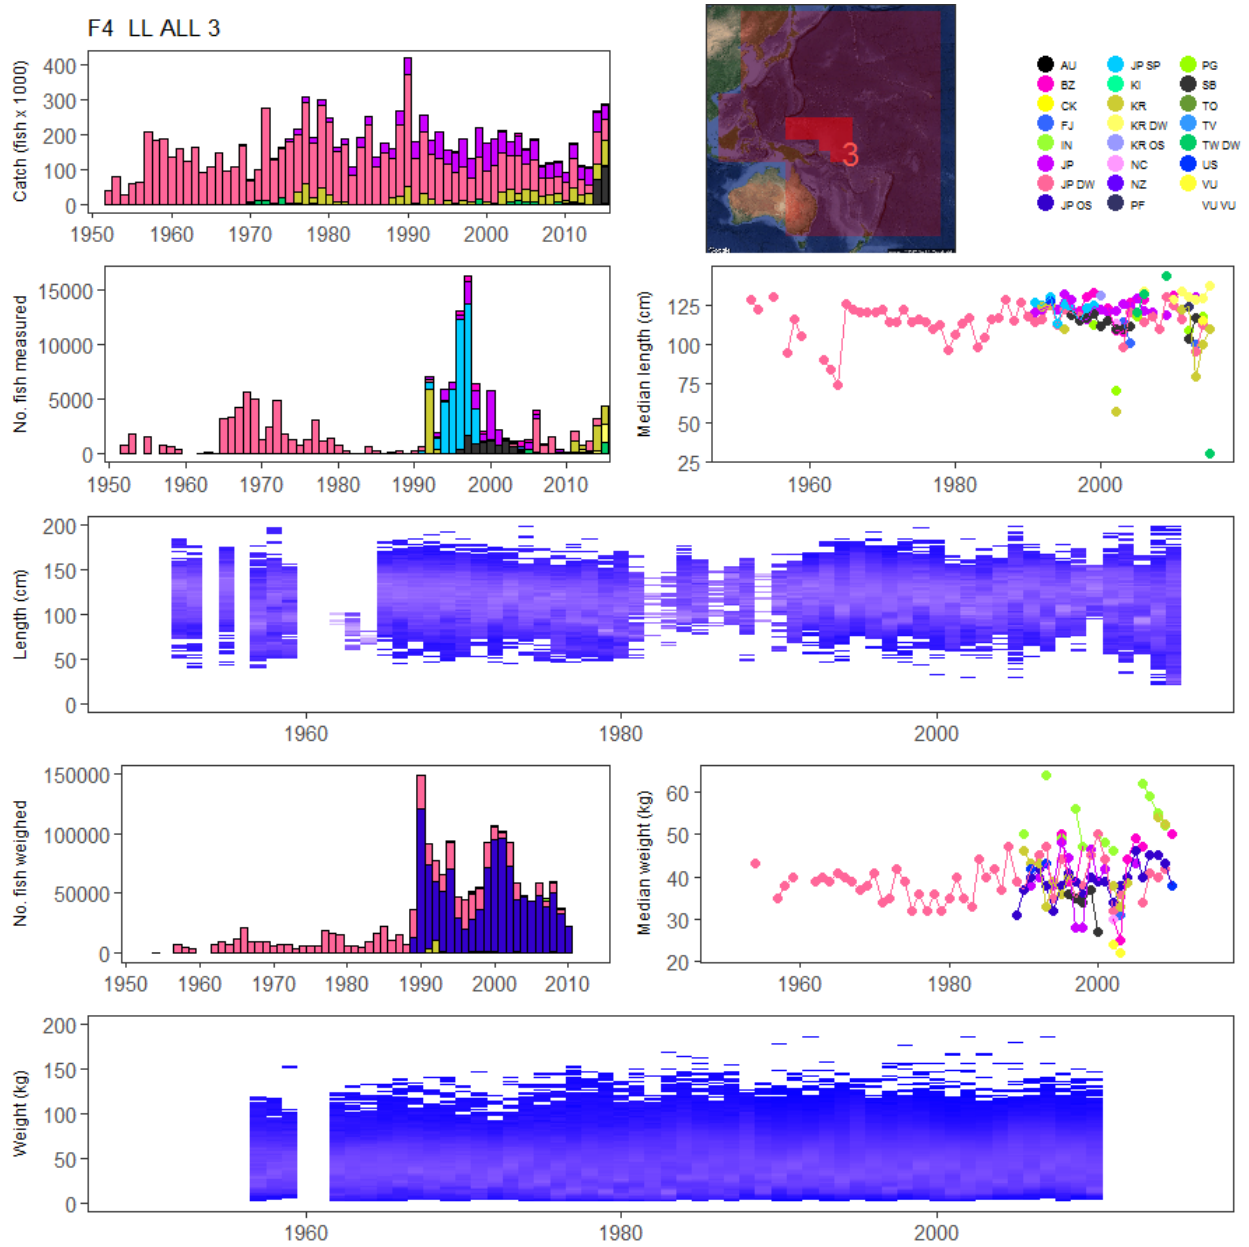 F4 LL ALL 3
Catch (fish x 1000)
400
300
200
100
0
1950 1960 1970 1980 1990 2000 2010
3
AU JP SP PG
BZ KI SB
CK KR TO
FJ KR DW TV
IN KR OS TW DW
JP NC US
JP DW NZ VU
JP OS PF VU VU
No. fish measured
15000
10000
5000
0
1950 1960 1970 1980 1990 2000 2010
Median length (cm)
125
100
75
50
25
1960 1980 2000
Length (cm)
200
150
100
50
0
1960 1980 2000
No. fish weighed
150000
100000
50000
0
1950 1960 1970 1980 1990 2000 2010
Median weight (kg)
60
50
40
30
20
1960 1980 2000
Weight (kg)
200
150
100
50
0
1960 1980 2000